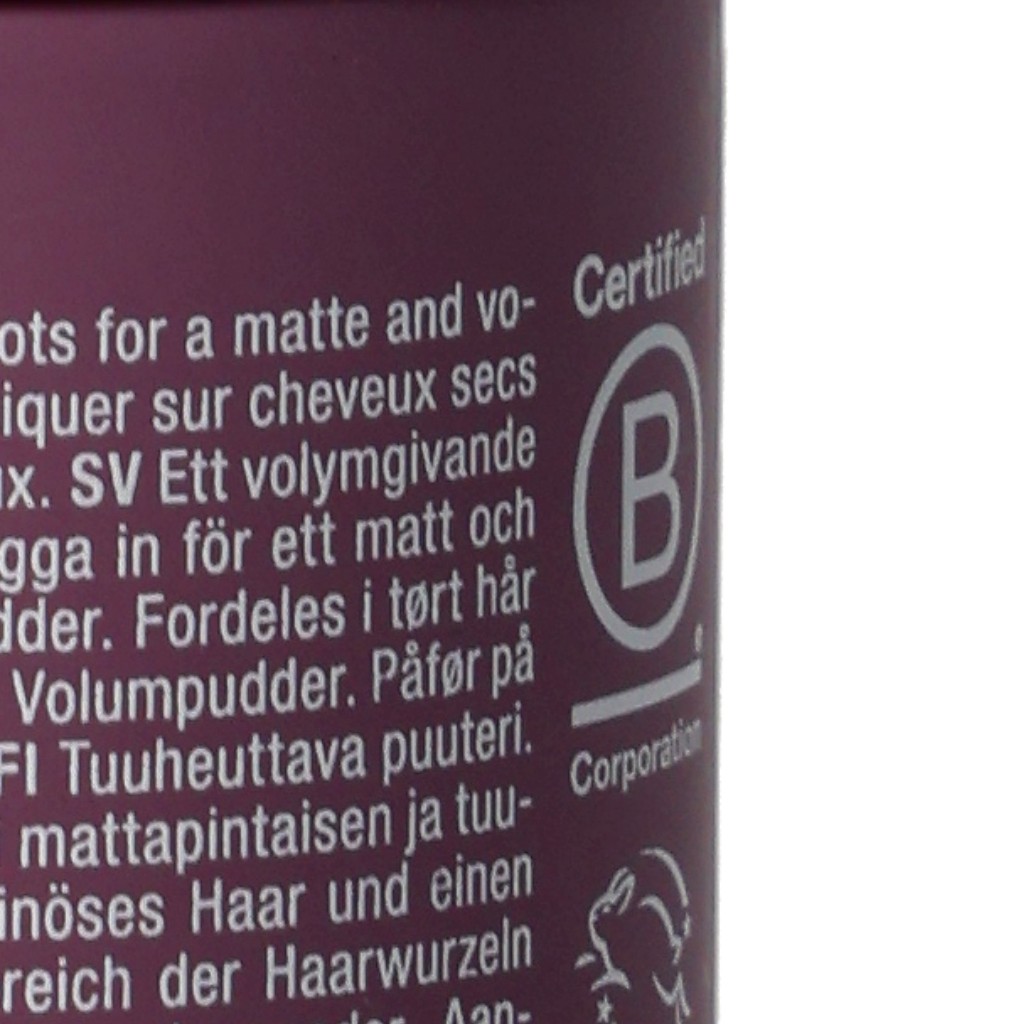 ots for a matte and vo-
iquer sur cheveux secs
ux. SV Ett volymgivande
gga in för ett matt och
dder. Fordeles i tørt hår
Volumpudder. Påfør på
FI Tuuheuttava puuteri.
mattapintaisen ja tuu-
inöses Haar und einen
reich der Haarwurzeln
Aan-
Certified
B
Corporation